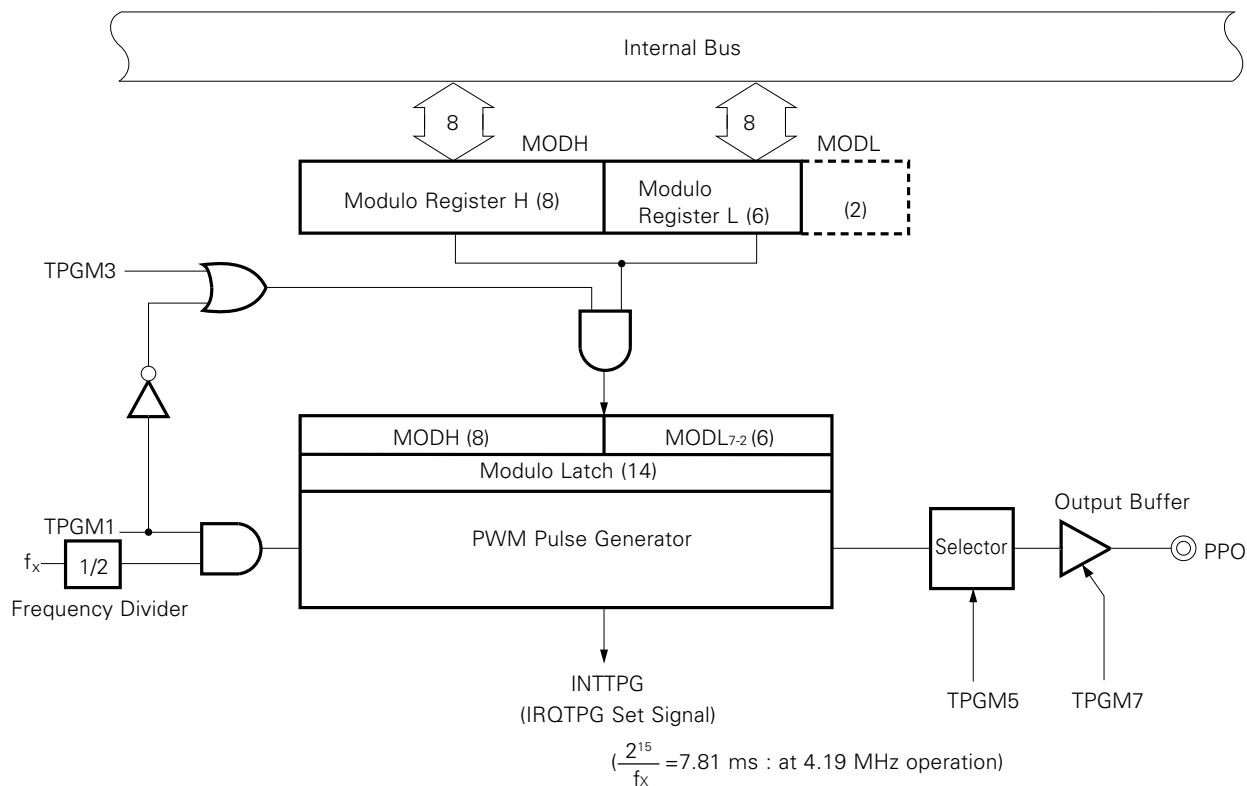 Internal Bus
8
8
MODH
MODL
Modulo Register H (8)
Modulo
Register L (6)
(2)
TPGM3
MODH (8)
MODL7-2 (6)
Modulo Latch (14)
TPGM1
PWM Pulse Generator
fx
1/2
Frequency Divider
Selector
Output Buffer
PPO
INTTPG
(IRQTPG Set Signal)
TPGM5
TPGM7
(2^15/fx =7.81 ms : at 4.19 MHz operation)